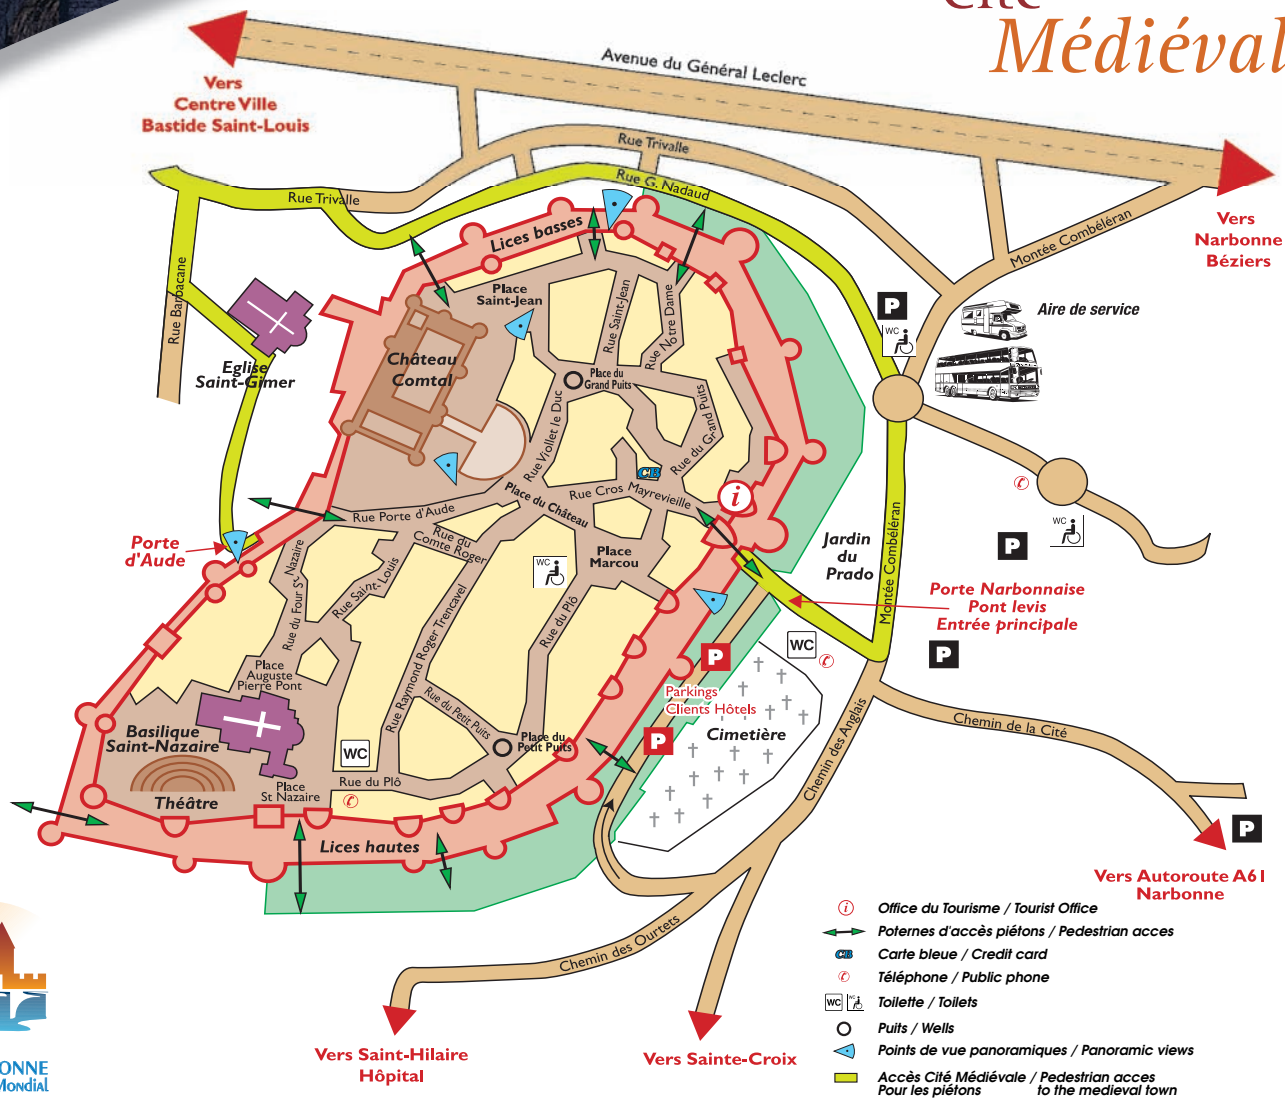 Médiéval
Avenue du Général Leclerc
Vers
Centre Ville
Bastide Saint-Louis
Rue Trivalle
Rue G. Nadaud
Rue Trivalle
Vers
Narbonne
Béziers
Montée Combéléran
Lices basses
Rue Barbacane
Place
Saint-Jean
Rue Saint-Jean
Rue Notre Dame
P
WC
Aire de service
Eglise
Saint-Gimer
Château
Comtal
Place du
Grand Puits
Rue Viollet le Duc
Rue du Grand Puits
CB
Rue Cros Mayrevieille
i
Place du Château
Rue Porte d'Aude
Rue du
Comte Roger
Porte
d'Aude
Rue du Four St Nazaire
Rue Saint-Louis
WC
Place
Marcou
Jardin
du
Prado
Montée Combéléran
P
WC
Porte Narbonnaise
Pont levis
Entrée principale
Rue Raymond Roger Trencavel
Rue du Plô
WC
P
P
Place
Auguste
Pierre Pont
Parkings
Clients Hôtels
Rue du Petit Puits
Basilique
Saint-Nazaire
Place du
Petit Puits
P
Cimetière
Chemin des Anglais
Chemin de la Cité
WC
Rue du Plô
Place
St Nazaire
Théâtre
Lices hautes
P
Vers Autoroute A61
Narbonne
Chemin des Ourtets
Vers Saint-Hilaire
Hôpital
Vers Sainte-Croix
i Office du Tourisme / Tourist Office
Poternes d'accès piétons / Pedestrian acces
CB Carte bleue / Credit card
Téléphone / Public phone
WC WC Toilette / Toilets
Puits / Wells
Points de vue panoramiques / Panoramic views
Accès Cité Médiévale / Pedestrian acces
Pour les piétons to the medieval town
ONNE
MONDIAL